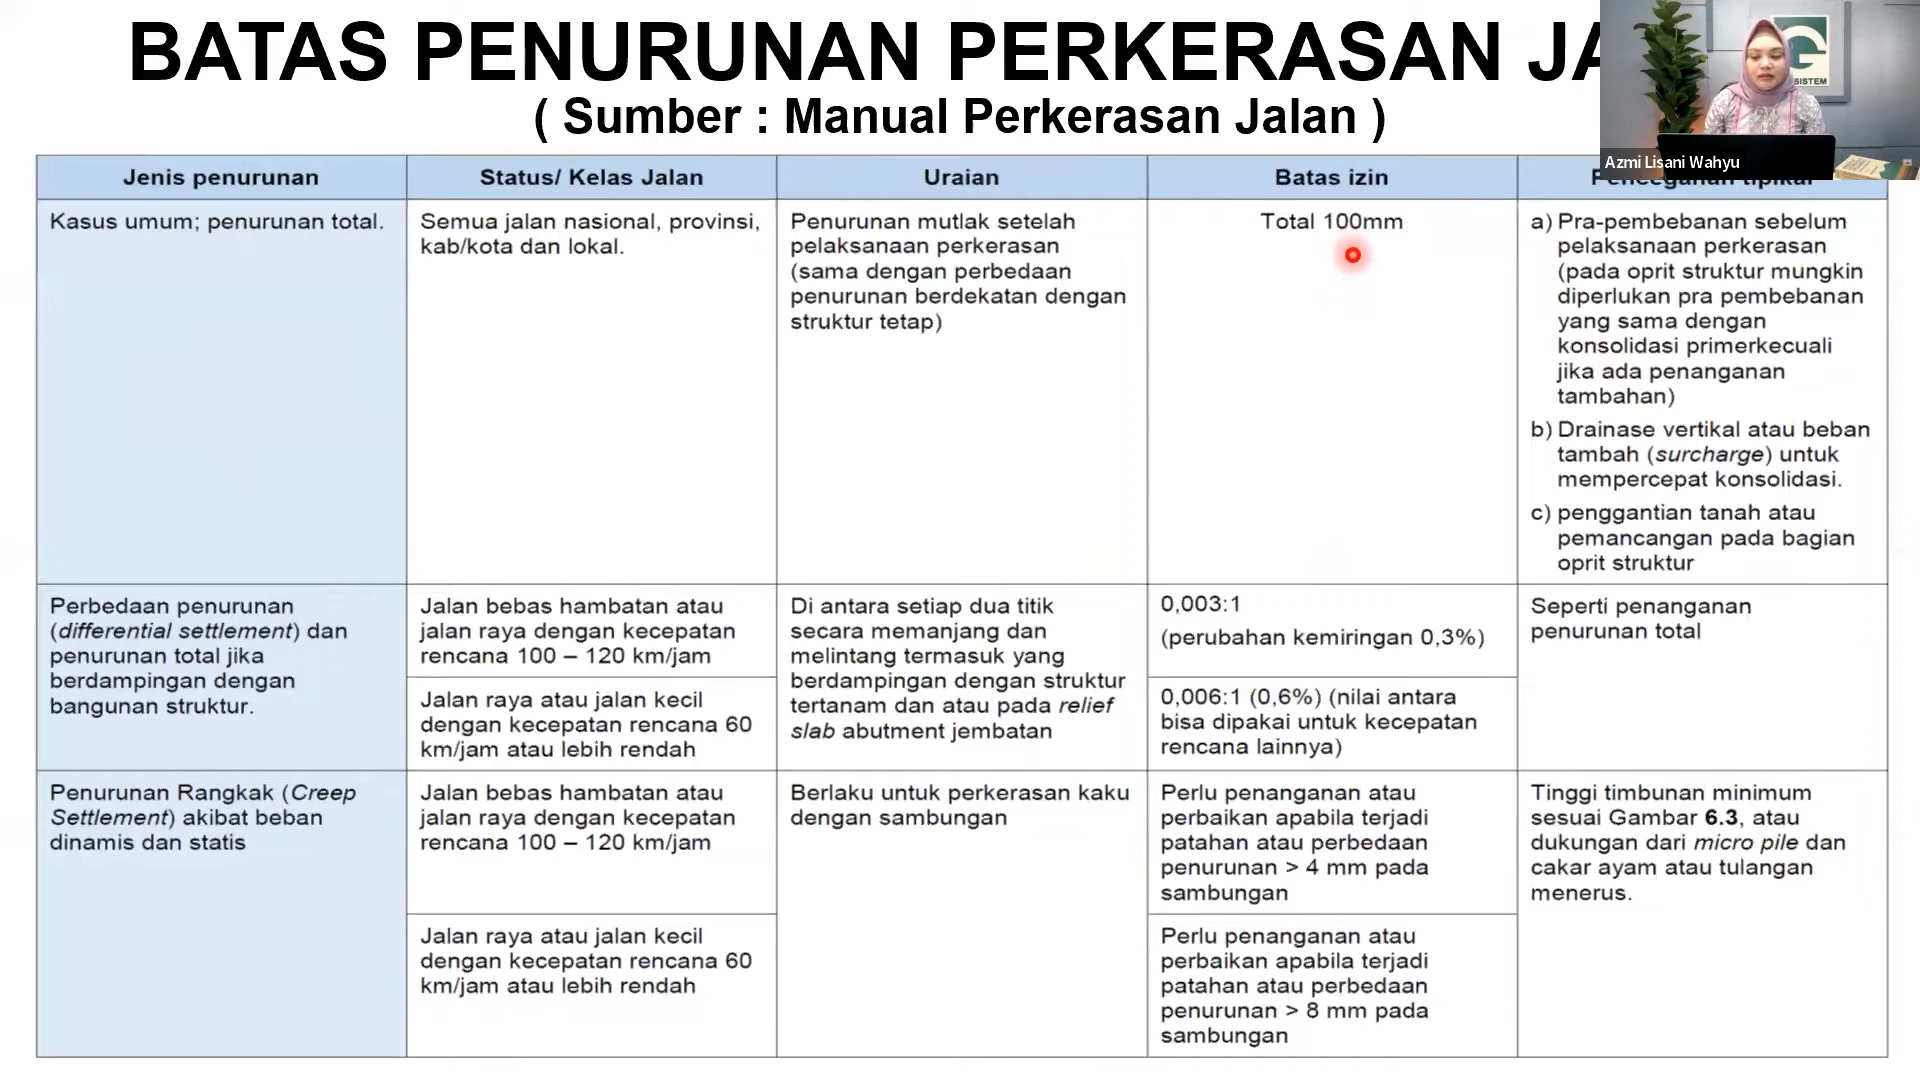 BATAS PENURUNAN PERKERASAN JA
( Sumber : Manual Perkerasan Jalan )
SISTEM
Azmi Lisani Wahyu
Jenis penurunan
Status/ Kelas Jalan
Uraian
Batas izin
Kasus umum; penurunan total.
Semua jalan nasional, provinsi,
kab/kota dan lokal.
Penurunan mutlak setelah
pelaksanaan perkerasan
(sama dengan perbedaan
penurunan berdekatan dengan
struktur tetap)
Total 100mm
a) Pra-pembebanan sebelum
pelaksanaan perkerasan
(pada oprit struktur mungkin
diperlukan pra pembebanan
yang sama dengan
konsolidasi primerkecuali
jika ada penanganan
tambahan)
b) Drainase vertikal atau beban
tambah (surcharge) untuk
mempercepat konsolidasi.
c) penggantian tanah atau
pemancangan pada bagian
oprit struktur
Perbedaan penurunan
(differential settlement) dan
penurunan total jika
berdampingan dengan
bangunan struktur.
Jalan bebas hambatan atau
jalan raya dengan kecepatan
rencana 100 – 120 km/jam
Jalan raya atau jalan kecil
dengan kecepatan rencana 60
km/jam atau lebih rendah
Di antara setiap dua titik
secara memanjang dan
melintang termasuk yang
berdampingan dengan struktur
tertanam dan atau pada relief
slab abutment jembatan
0,003:1
(perubahan kemiringan 0,3%)
0,006:1 (0,6%) (nilai antara
bisa dipakai untuk kecepatan
rencana lainnya)
Seperti penanganan
penurunan total
Penurunan Rangkak (Creep
Settlement) akibat beban
dinamis dan statis
Jalan bebas hambatan atau
jalan raya dengan kecepatan
rencana 100 – 120 km/jam
Jalan raya atau jalan kecil
dengan kecepatan rencana 60
km/jam atau lebih rendah
Berlaku untuk perkerasan kaku
dengan sambungan
Perlu penanganan atau
perbaikan apabila terjadi
patahan atau perbedaan
penurunan > 4 mm pada
sambungan
Perlu penanganan atau
perbaikan apabila terjadi
patahan atau perbedaan
penurunan > 8 mm pada
sambungan
Tinggi timbunan minimum
sesuai Gambar 6.3, atau
dukungan dari micro pile dan
cakar ayam atau tulangan
menerus.